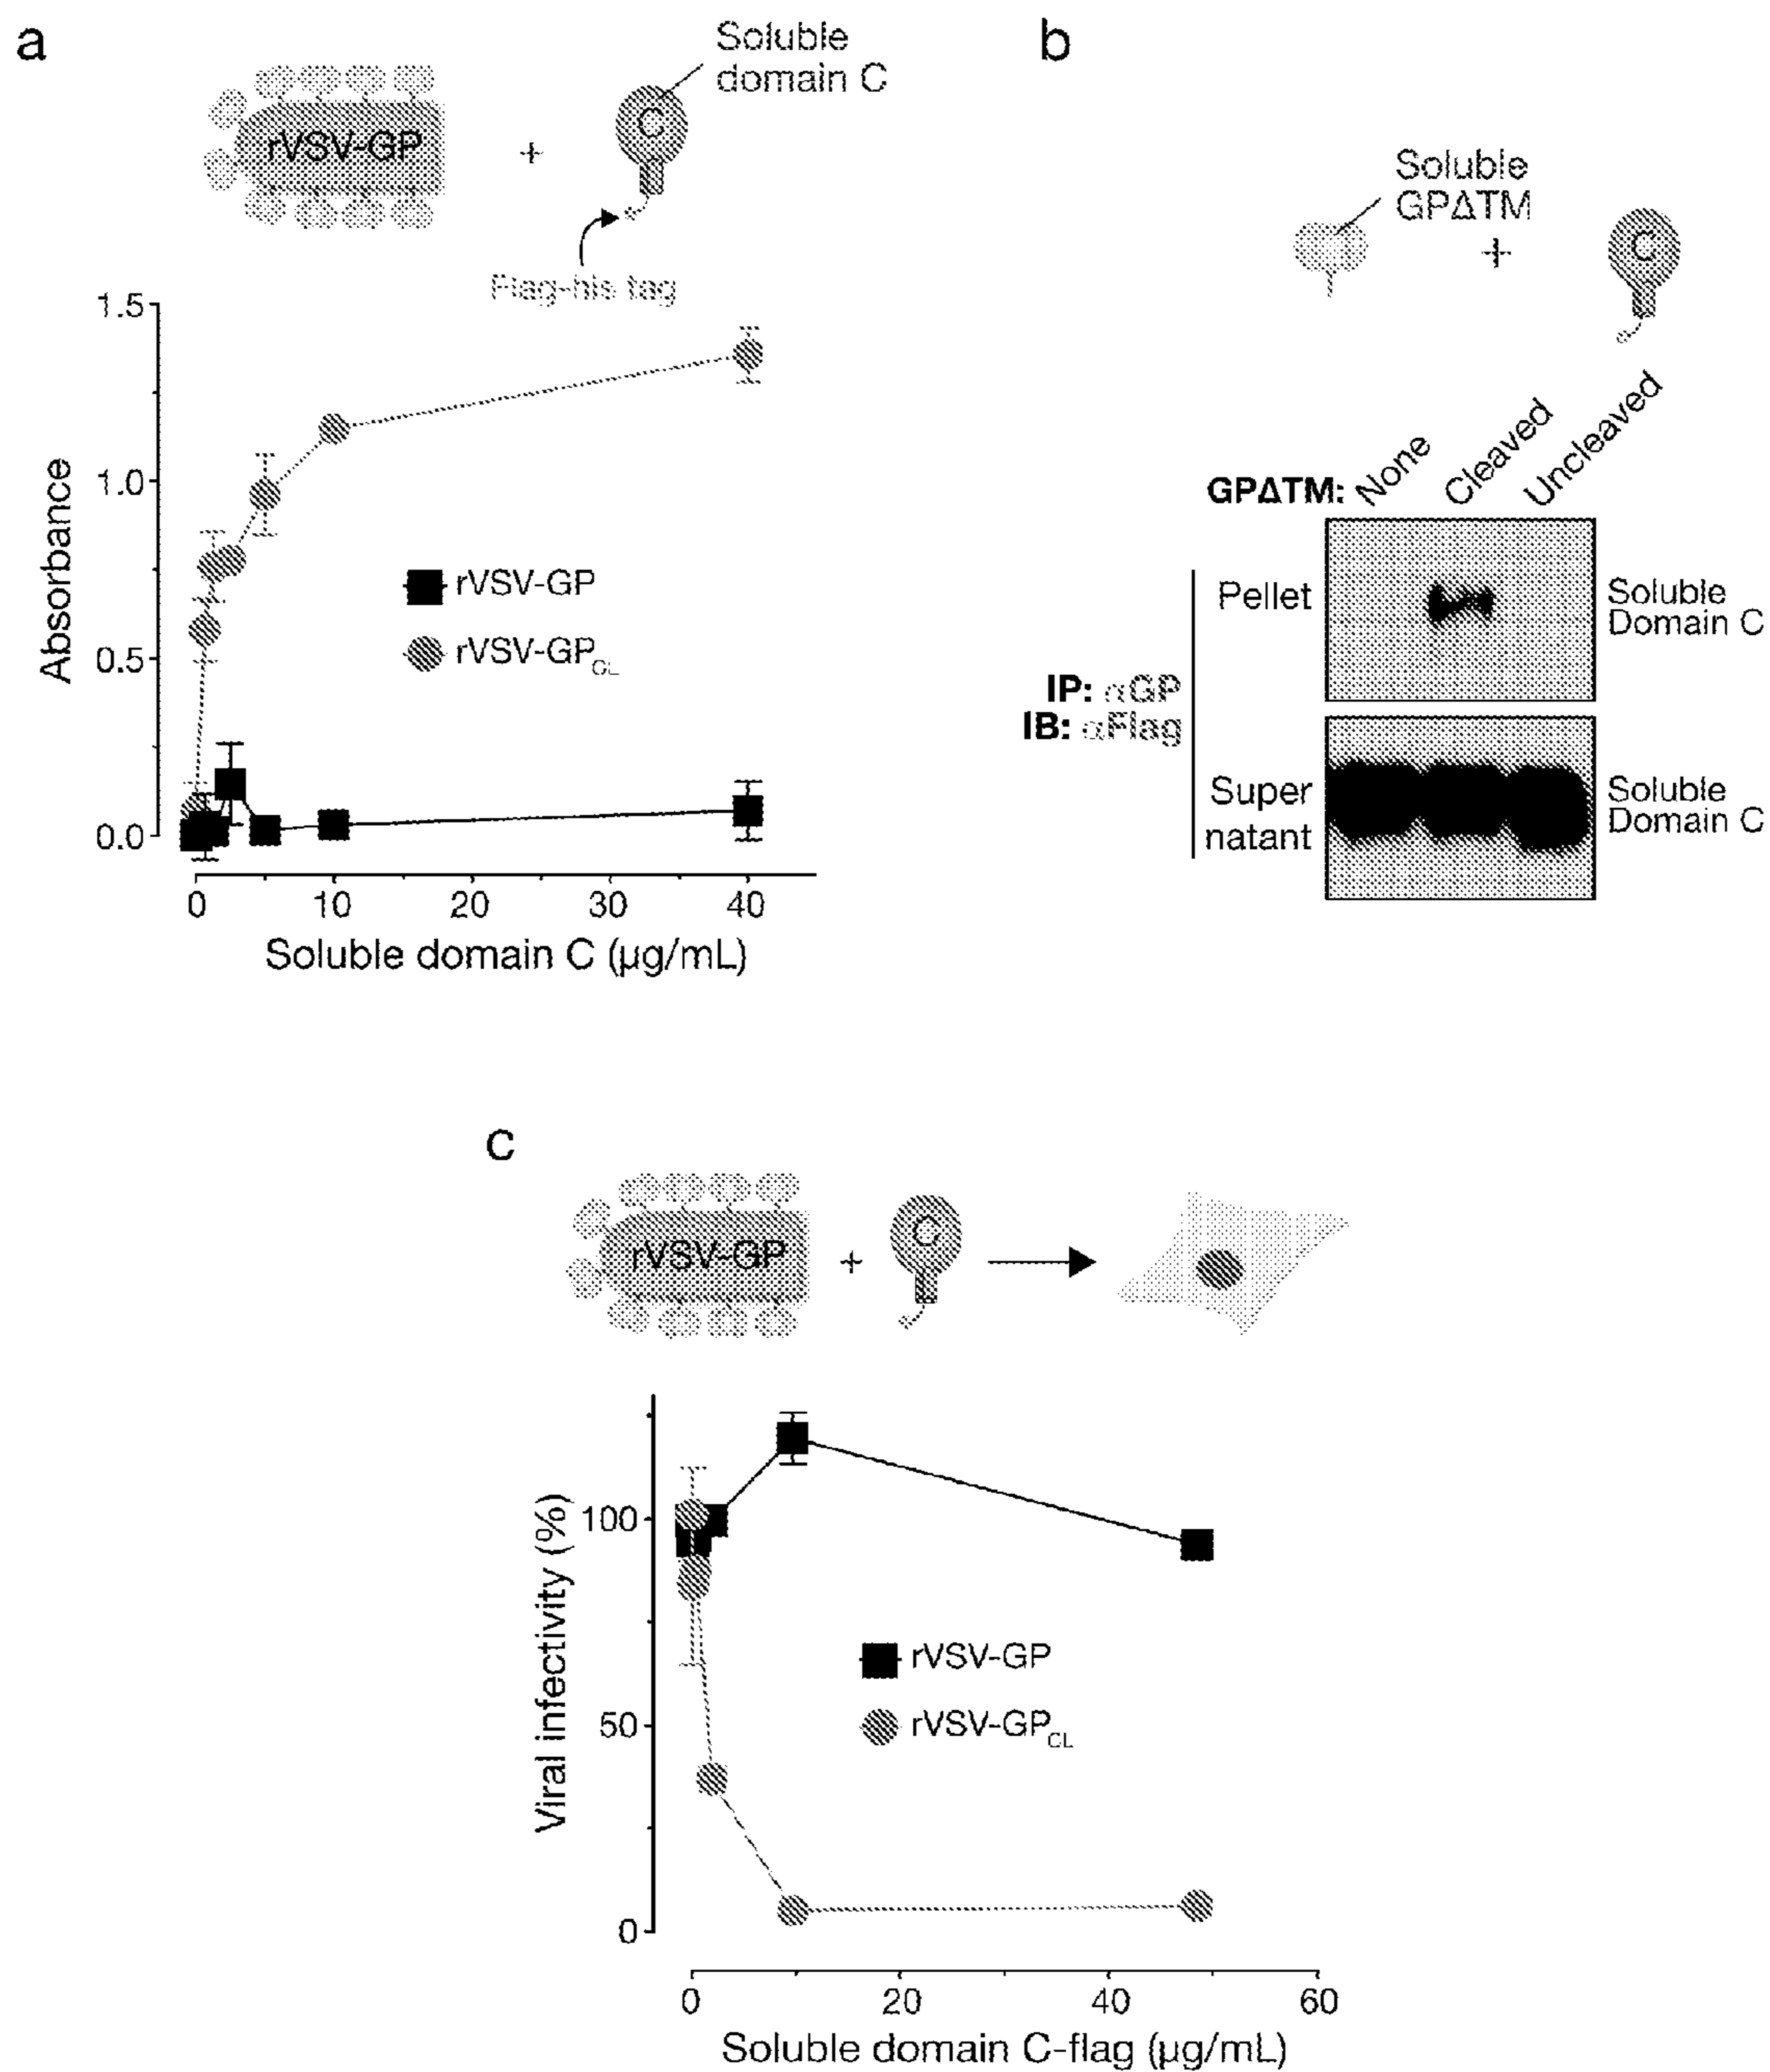 a
Soluble
domain C
rVSV-GP
+
C
Flag-his tag
1.5
1.0
0.5
0.0
Absorbance
rVSV-GP
rVSV-GPCL
0 10 20 30 40
Soluble domain C (µg/mL)
b
Soluble
GPΔTM
+
C
GPΔTM: None Cleaved Uncleaved
Pellet
Soluble
Domain C
IP: αGP
IB: αFlag
Super
natant
Soluble
Domain C
c
rVSV-GP
+
C
100
50
0
Viral infectivity (%)
rVSV-GP
rVSV-GPCL
0 20 40 60
Soluble domain C-flag (µg/mL)